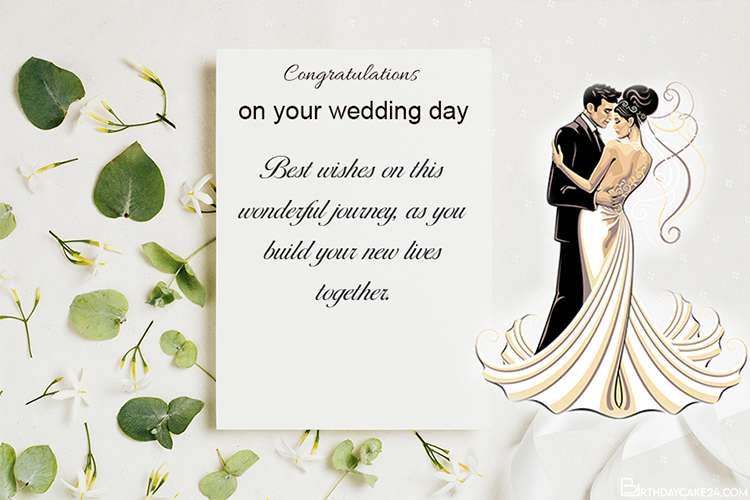 Congratulations
on your wedding day
Best wishes on this
wonderful journey, as you
build your new lives
together.
BIRTHDAYCAKE24.COM